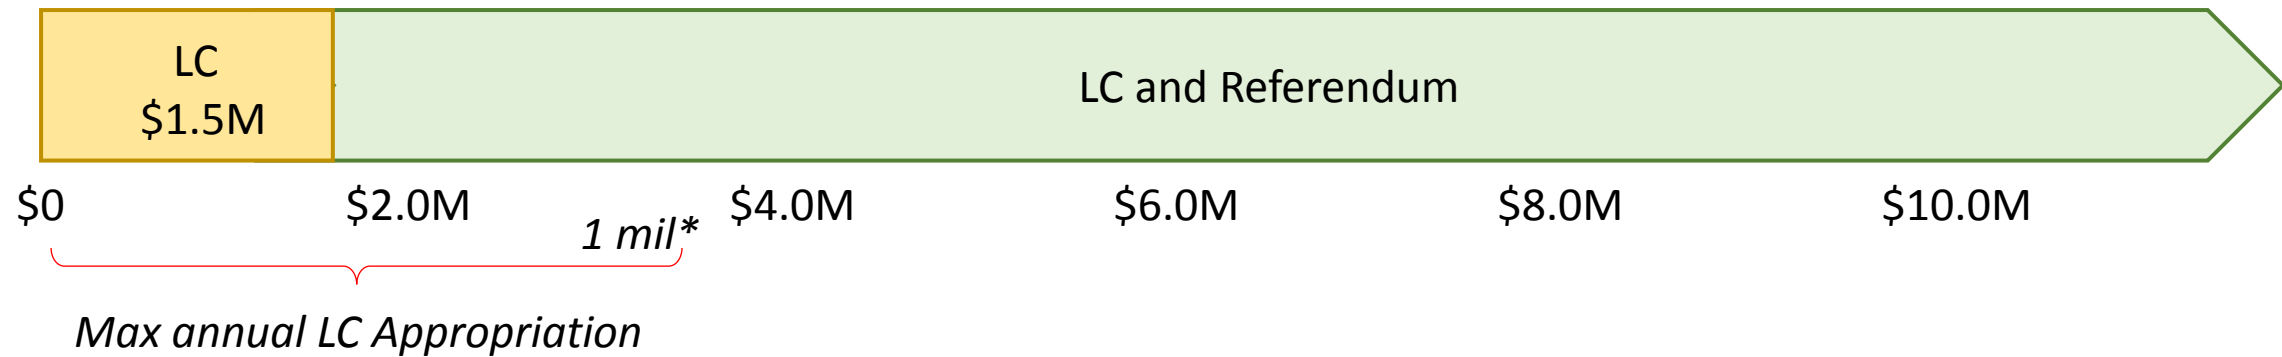 LC
$1.5M
LC and Referendum
$0
$2.0M
$4.0M
$6.0M
$8.0M
$10.0M
1 mil*
Max annual LC Appropriation